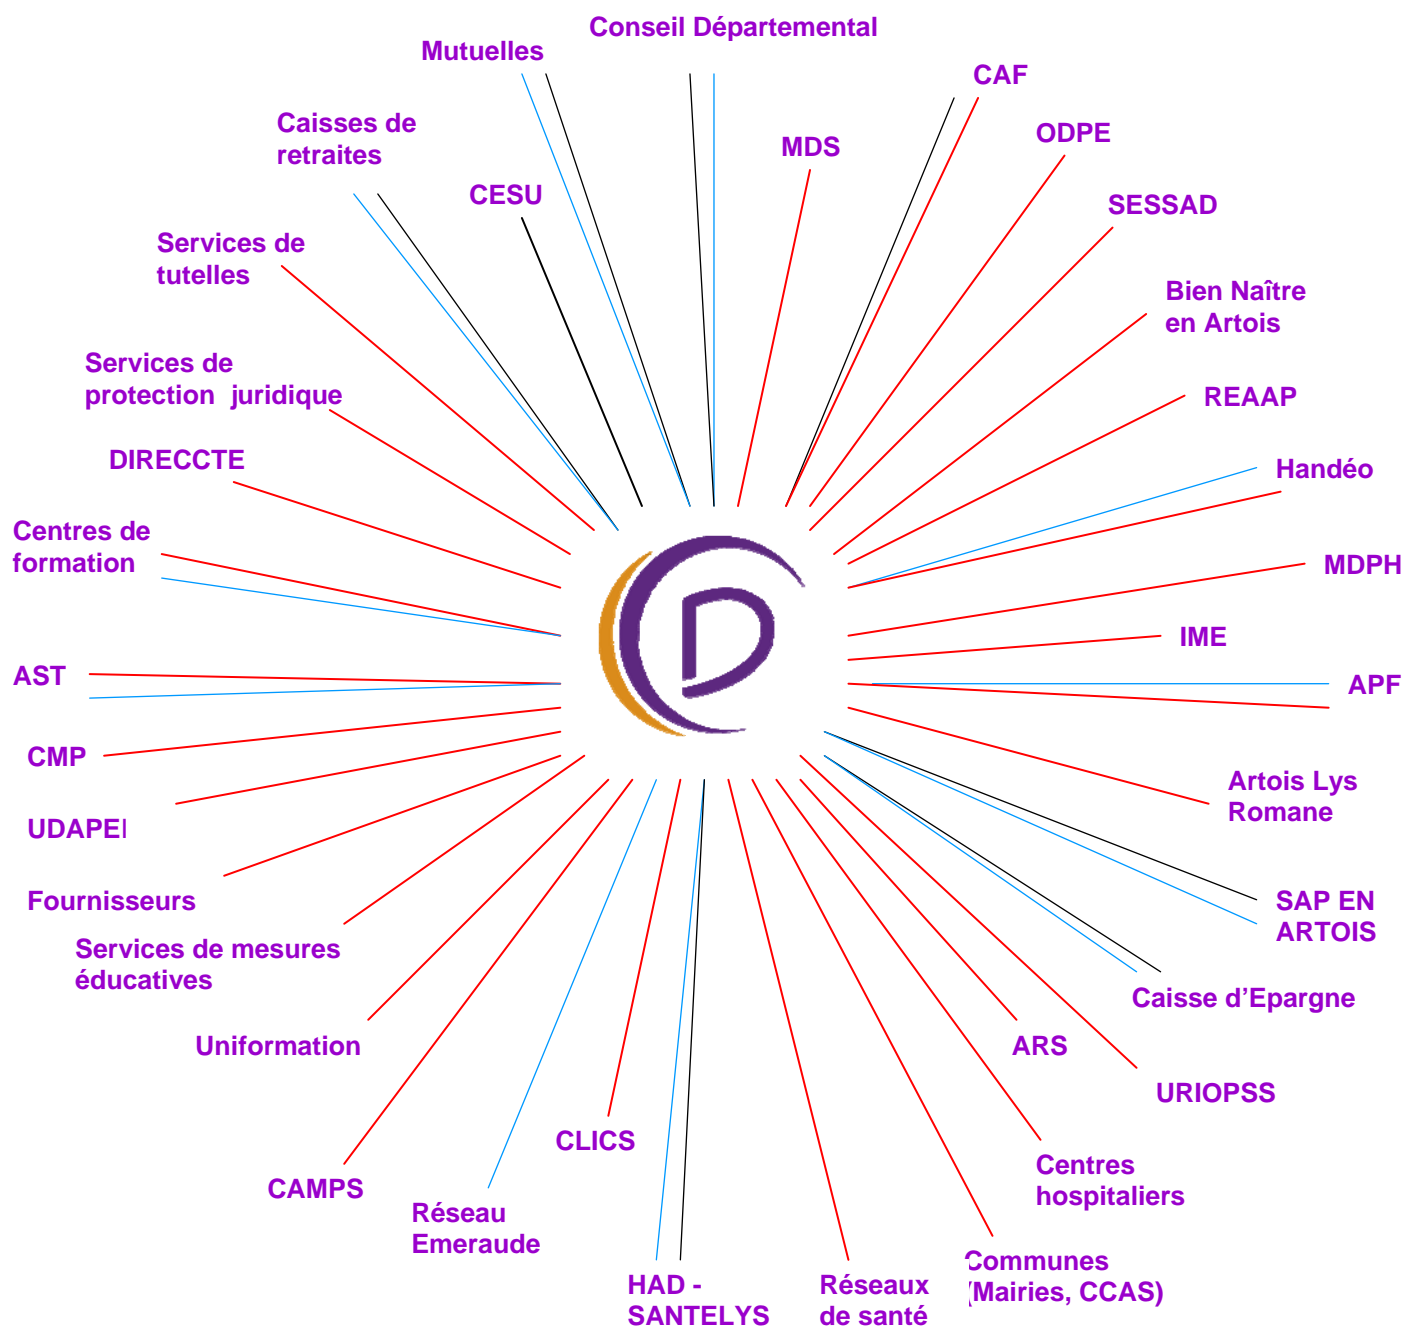 Conseil Départemental
Mutuelles
CAF
Caisses de
retraites
ODPE
MDS
CESU
SESSAD
Services de
tutelles
Bien Naître
en Artois
Services de
protection juridique
REAAP
DIRECCTE
Handéo
Centres de
formation
MDPH
IME
AST
APF
CMP
Artois Lys
Romane
UDAPEI
Fournisseurs
SAP EN
ARTOIS
Services de mesures
éducatives
Caisse d’Epargne
Uniformation
ARS
URIOPSS
CLICS
CAMPS
Centres
hospitaliers
Réseau
Emeraude
Communes
(Mairies, CCAS)
HAD -
SANTELYS
Réseaux
de santé